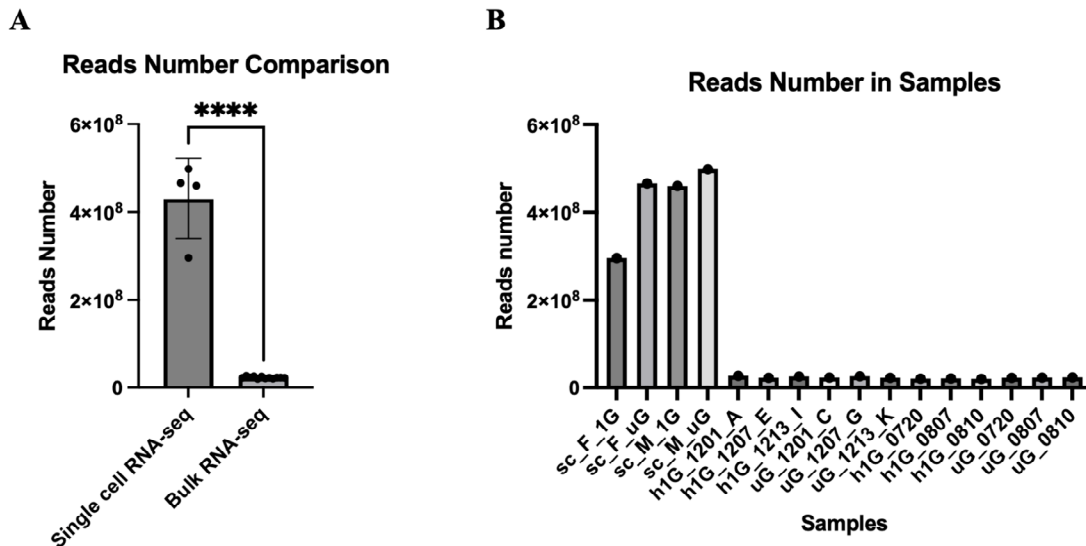 A
Reads Number Comparison
****
6×10⁸
4×10⁸
2×10⁸
0
Reads Number
Single cell RNA-seq
Bulk RNA-seq
B
Reads Number in Samples
6×10⁸
4×10⁸
2×10⁸
0
Reads number
sc_F_1G
sc_F_uG
sc_M_1G
sc_M_uG
h1G_1201_A
h1G_1207_E
h1G_1213_I
uG_1201_C
uG_1207_G
uG_1213_K
h1G_0720
h1G_0807
h1G_0810
uG_0720
uG_0807
uG_0810
Samples